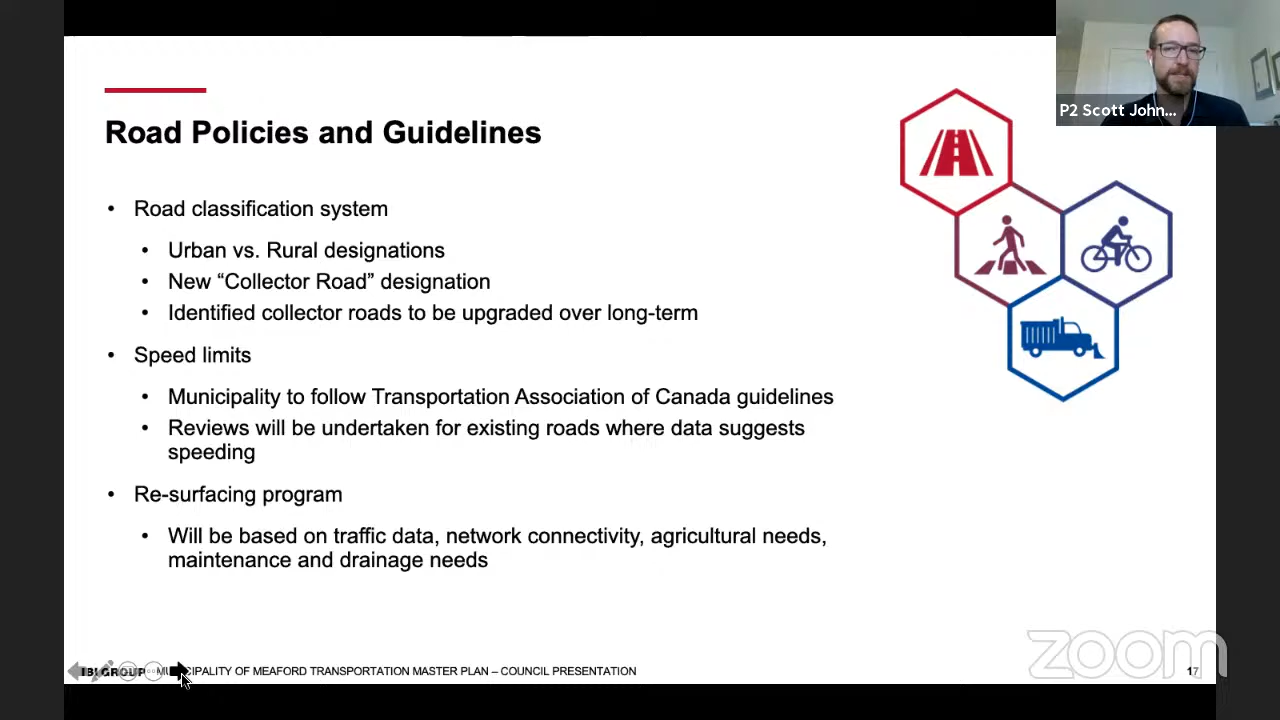 P2 Scott John...
Road Policies and Guidelines
• Road classification system
• Urban vs. Rural designations
• New “Collector Road” designation
• Identified collector roads to be upgraded over long-term
• Speed limits
• Municipality to follow Transportation Association of Canada guidelines
• Reviews will be undertaken for existing roads where data suggests
speeding
• Re-surfacing program
• Will be based on traffic data, network connectivity, agricultural needs,
maintenance and drainage needs
zoom
IBI GROUP MUNICIPALITY OF MEAFORD TRANSPORTATION MASTER PLAN – COUNCIL PRESENTATION
17